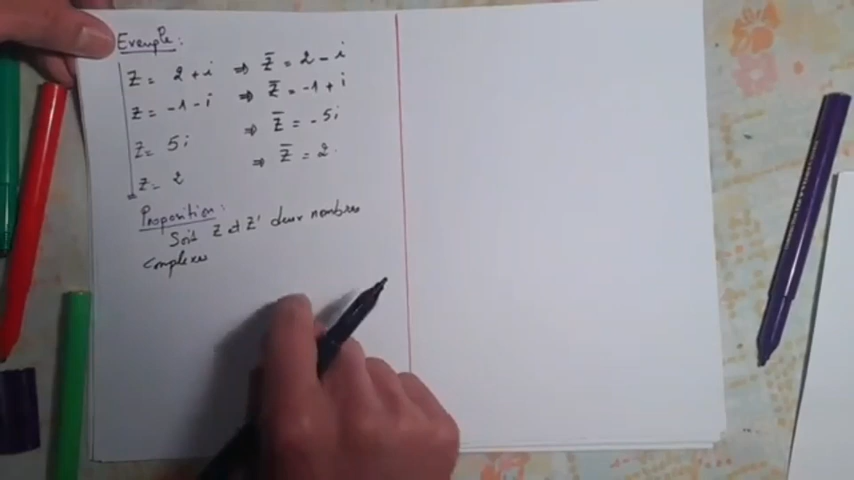 Exemple:
z = 2+i ⇒ z̄ = 2-i
z = -1-i ⇒ z̄ = -1+i
z = 5i ⇒ z̄ = -5i
z = 2 ⇒ z̄ = 2.
Proposition:
Soit z et z' deux nombres
complexes